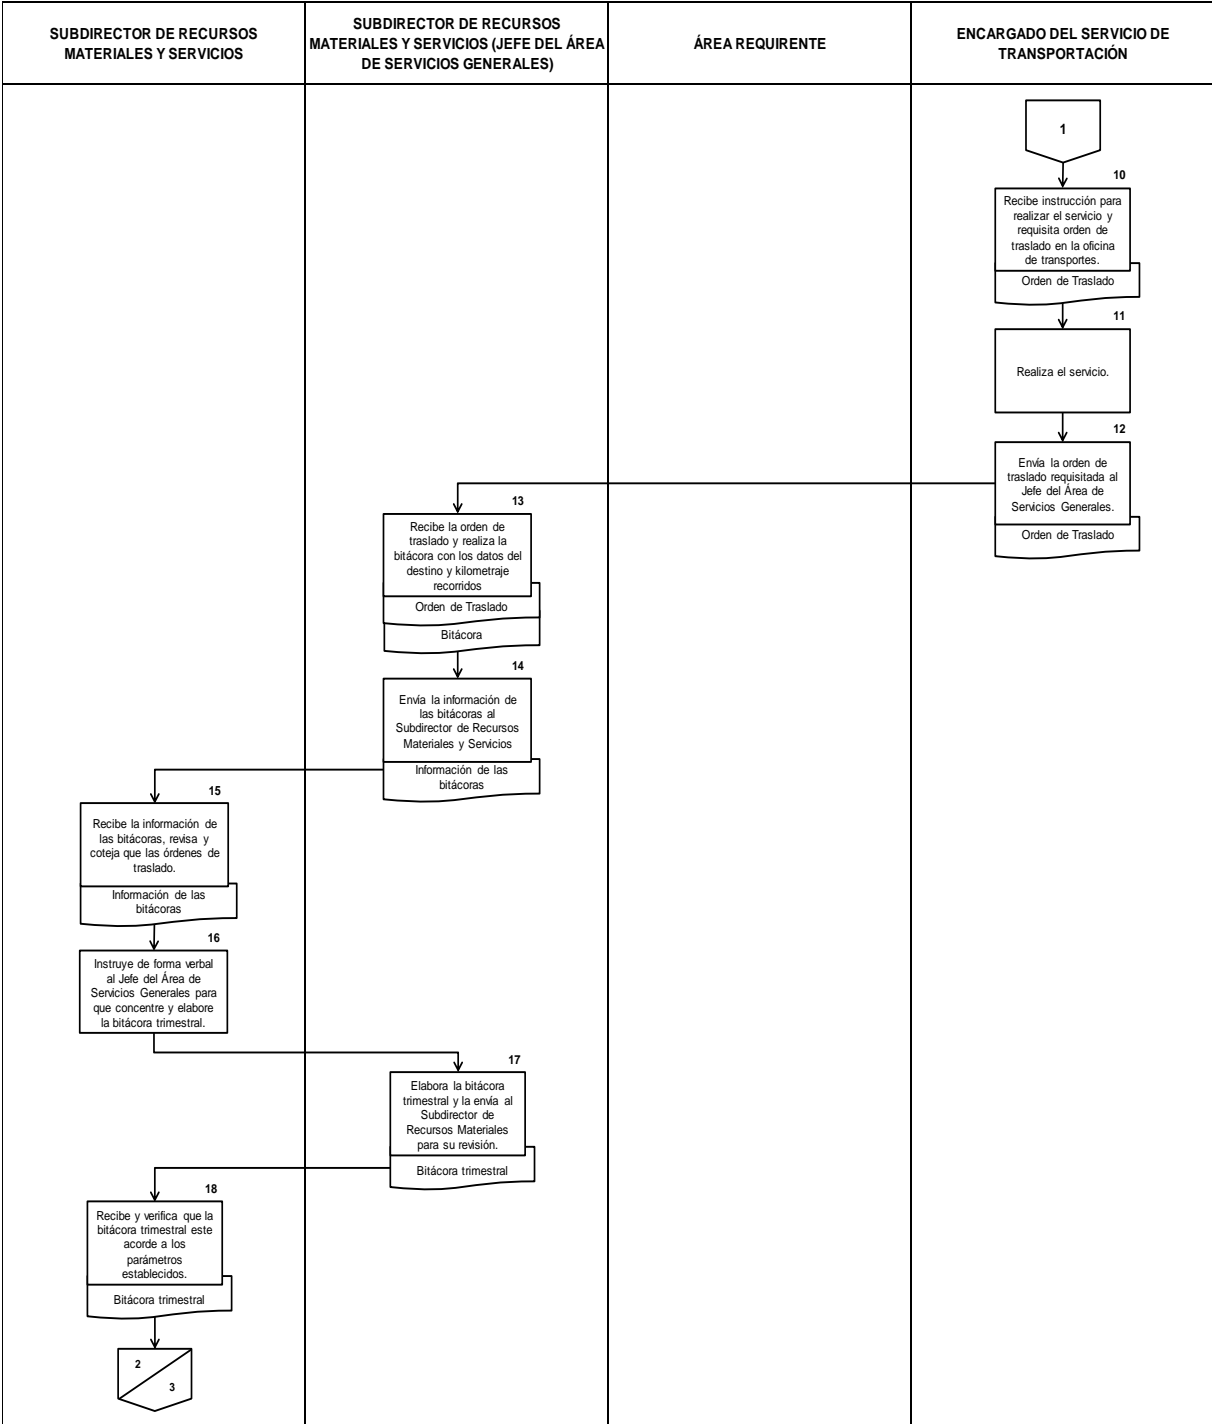 SUBDIRECTOR DE RECURSOS
MATERIALES Y SERVICIOS
SUBDIRECTOR DE RECURSOS
MATERIALES Y SERVICIOS (JEFE DEL ÁREA
DE SERVICIOS GENERALES)
ÁREA REQUIRENTE
ENCARGADO DEL SERVICIO DE
TRANSPORTACIÓN
1
10
Recibe instrucción para
realizar el servicio y
requisita orden de
traslado en la oficina
de transportes.
Orden de Traslado
11
Realiza el servicio.
12
Envía la orden de
traslado requisitada al
Jefe del Área de
Servicios Generales.
Orden de Traslado
13
Recibe la orden de
traslado y realiza la
bitácora con los datos del
destino y kilometraje
recorridos
Orden de Traslado
Bitácora
14
Envía la información de
las bitácoras al
Subdirector de Recursos
Materiales y Servicios
Información de las
bitácoras
15
Recibe la información de
las bitácoras, revisa y
coteja que las órdenes de
traslado.
Información de las
bitácoras
16
Instruye de forma verbal
al Jefe del Área de
Servicios Generales para
que concentre y elabore
la bitácora trimestral.
17
Elabora la bitácora
trimestral y la envía al
Subdirector de
Recursos Materiales
para su revisión.
Bitácora trimestral
18
Recibe y verifica que la
bitácora trimestral este
acorde a los
parámetros
establecidos.
Bitácora trimestral
2
3